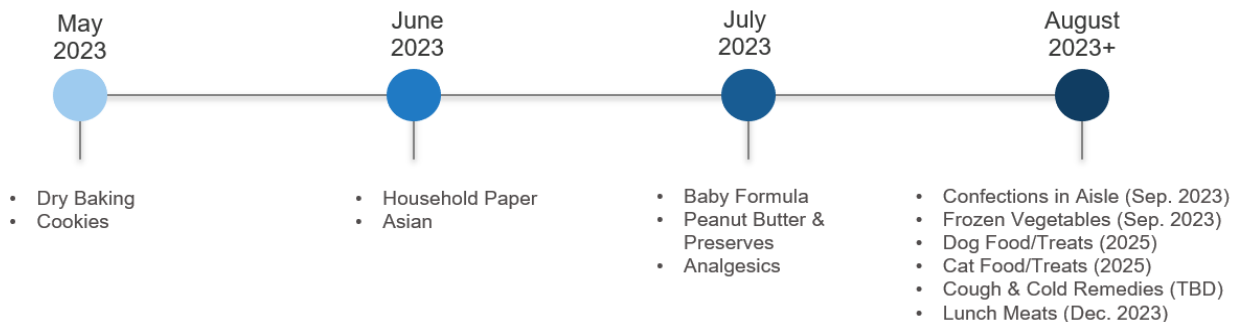 May
2023
June
2023
July
2023
August
2023+
• Dry Baking
• Cookies
• Household Paper
• Asian
• Baby Formula
• Peanut Butter &
Preserves
• Analgesics
• Confections in Aisle (Sep. 2023)
• Frozen Vegetables (Sep. 2023)
• Dog Food/Treats (2025)
• Cat Food/Treats (2025)
• Cough & Cold Remedies (TBD)
• Lunch Meats (Dec. 2023)